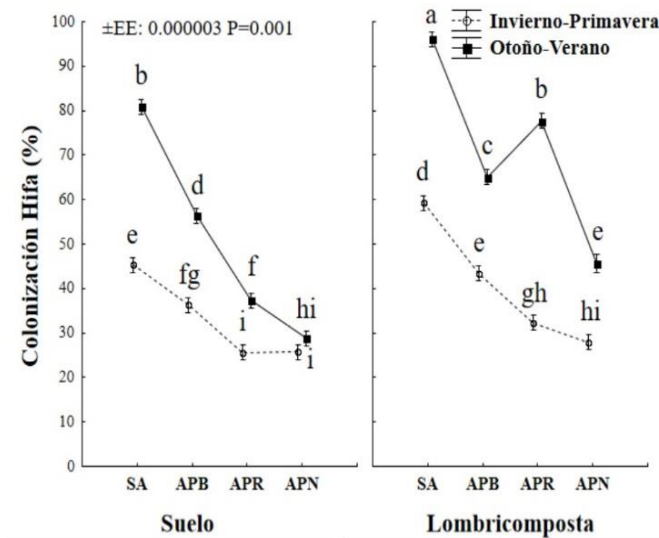 ±EE: 0.000003 P=0.001
Invierno-Primavera
Otoño-Verano
Colonización Hifa (%)
100
90
80
70
60
50
40
30
20
10
0
b
d
f
hi
e
fg
i
i
a
c
b
e
d
e
gh
hi
SA APB APR APN
SA APB APR APN
Suelo
Lombricomposta